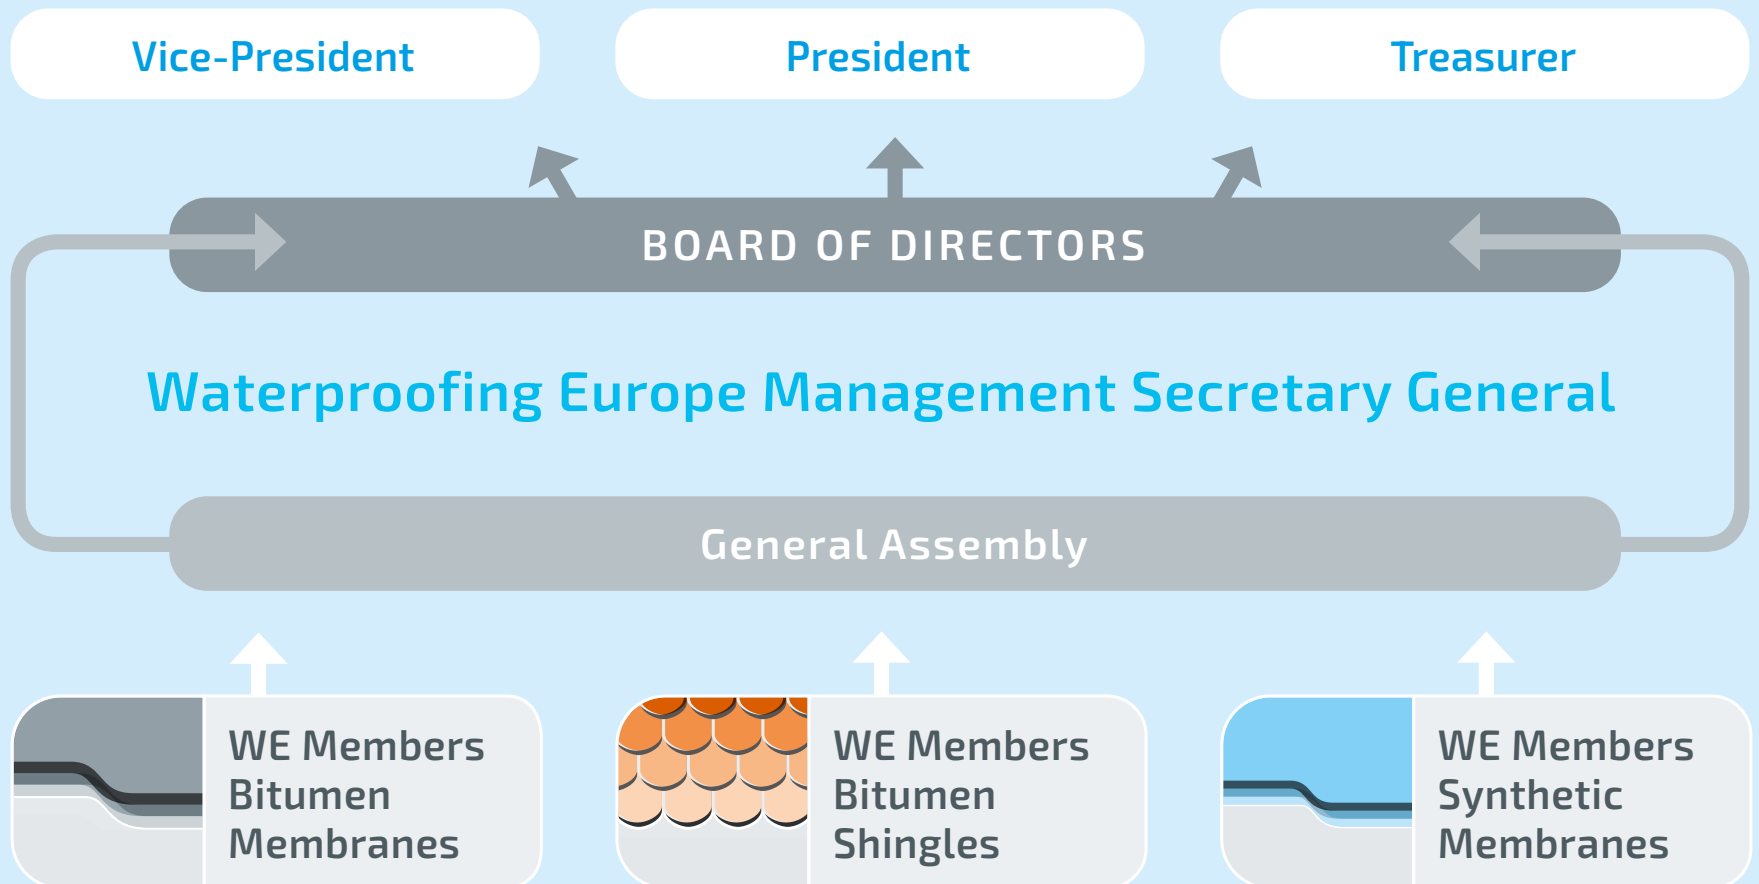 Vice-President
President
Treasurer
BOARD OF DIRECTORS
Waterproofing Europe Management Secretary General
General Assembly
WE Members
Bitumen
Membranes
WE Members
Bitumen
Shingles
WE Members
Synthetic
Membranes